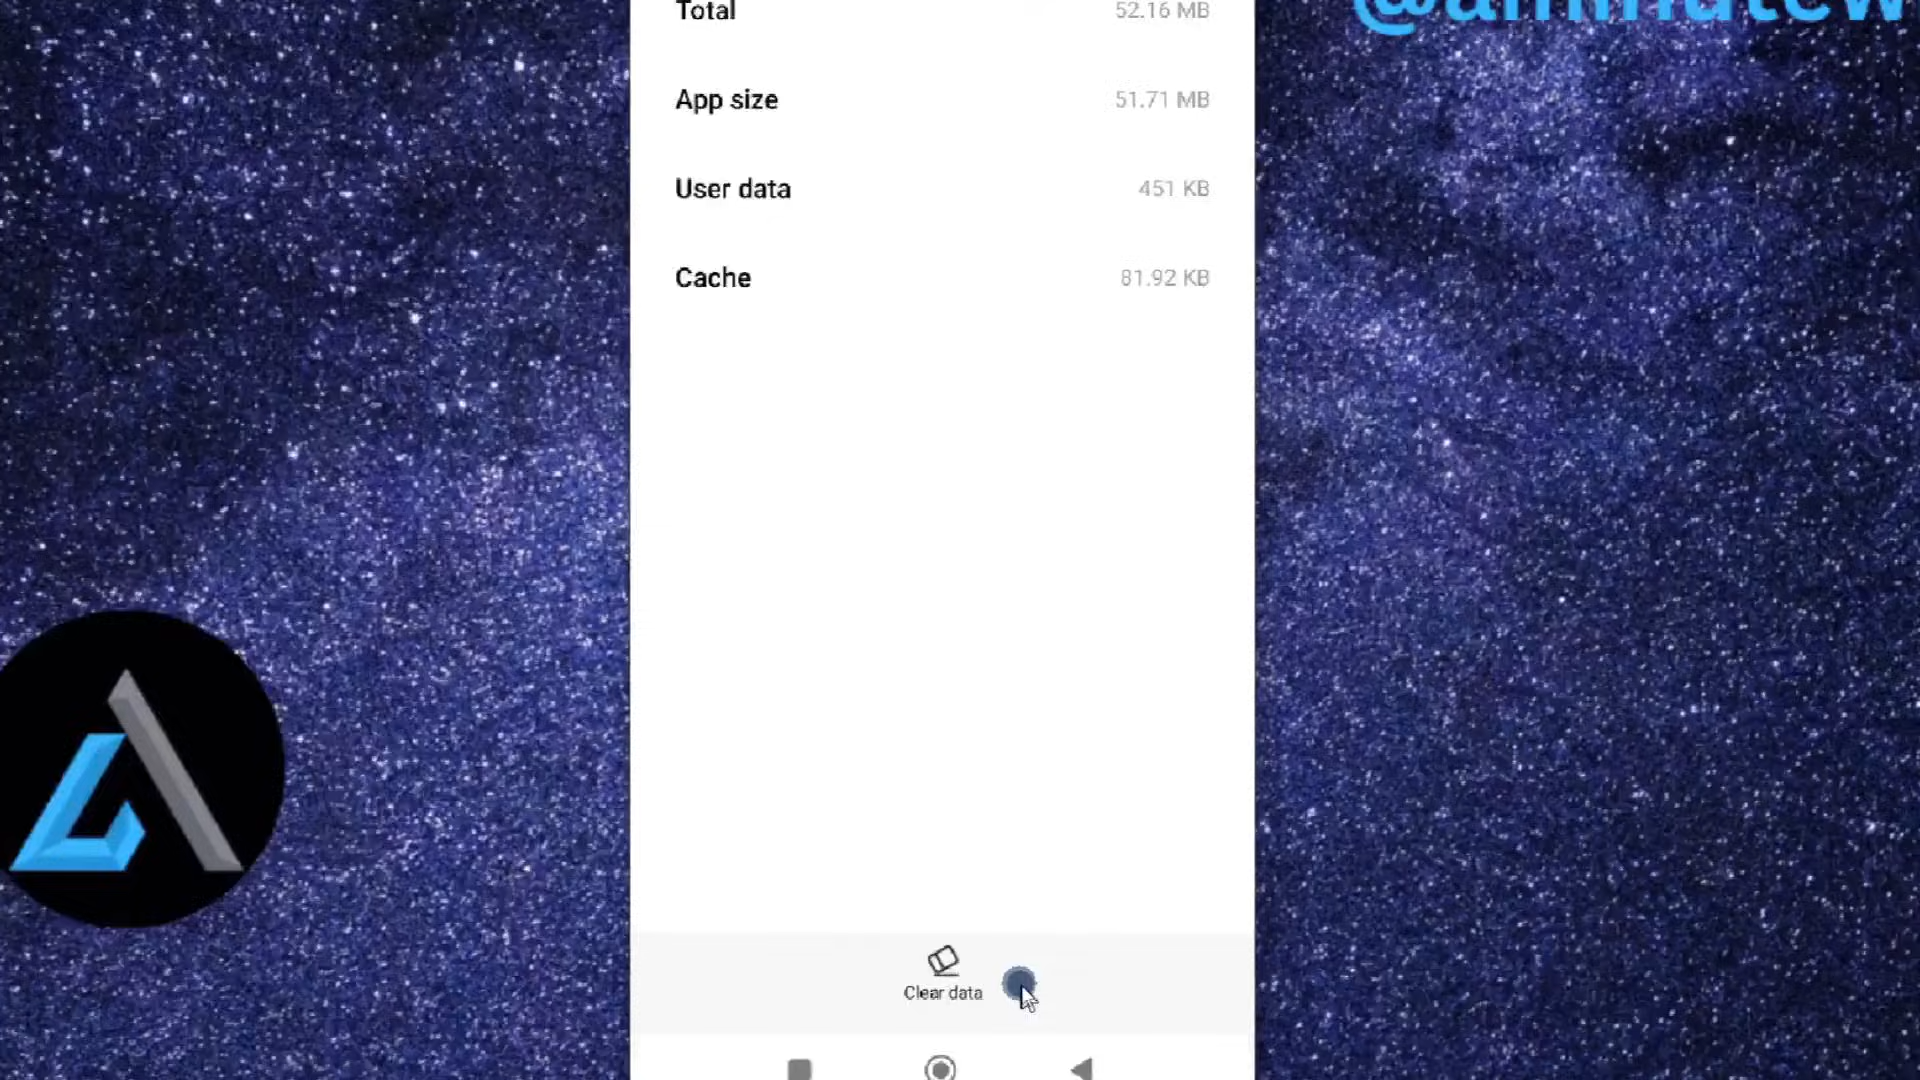 Total 52.16 MB
App size 51.71 MB
User data 451 KB
Cache 81.92 KB
Clear data